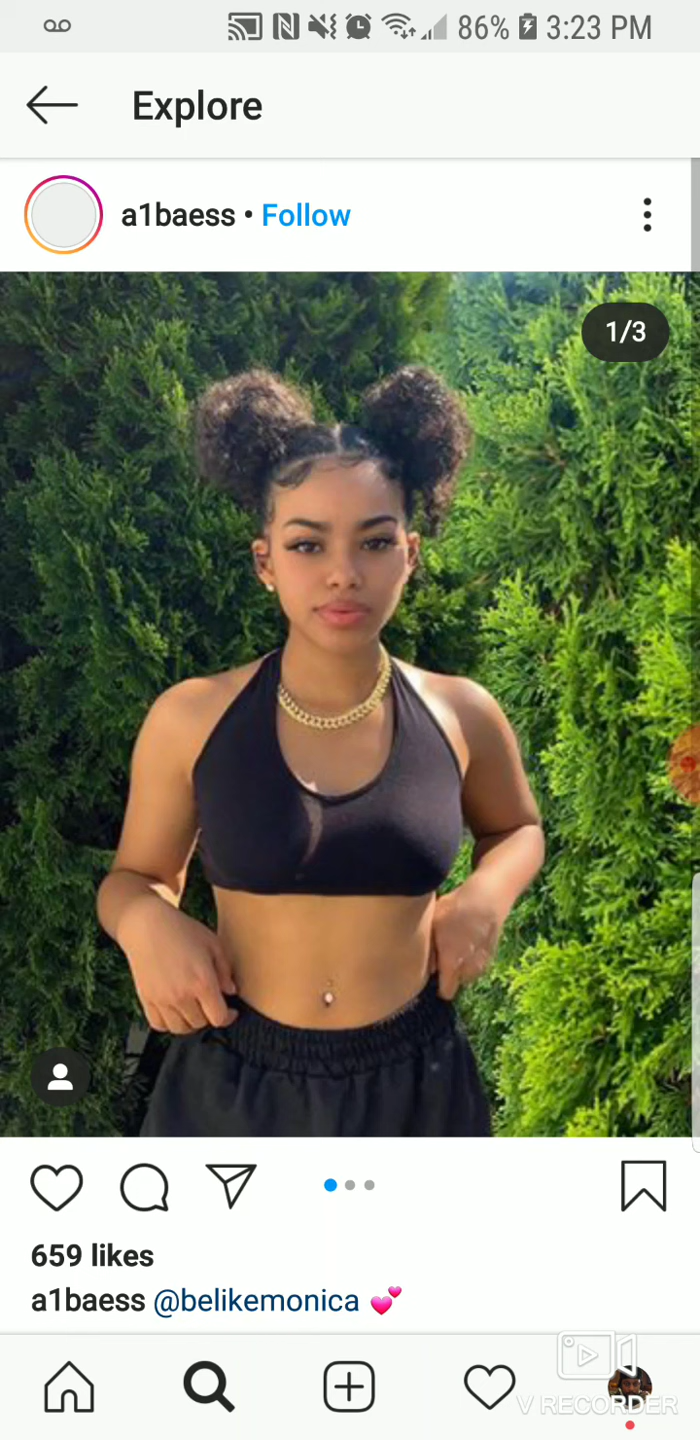 86% 3:23 PM
Explore
a1baess • Follow
1/3
659 likes
a1baess @belikemonica 💕
V RECORDER